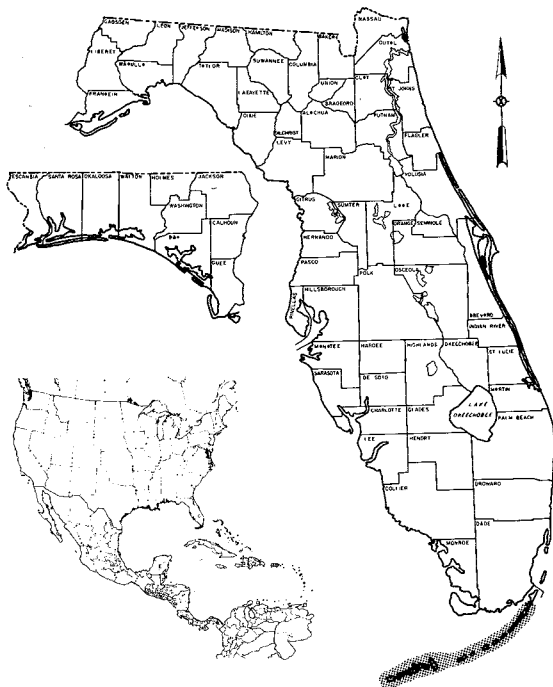 GADSDEN
LEON
JEFFERSON
MADISON
HAMILTON
NASSAU
BAKER
DUVAL
LIBERTY
WAKULLA
TAYLOR
SUWANNEE
COLUMBIA
CLAY
ST JOHNS
FRANKLIN
LAFAYETTE
UNION
BRADFORD
DIXIE
GILCHRIST
ALACHUA
PUTNAM
FLAGLER
LEVY
MARION
VOLUSIA
ESCAMBIA
SANTA ROSA
OKALOOSA
WALTON
HOLMES
JACKSON
WASHINGTON
BAY
CALHOUN
GULF
CITRUS
SUMTER
LAKE
HERNANDO
ORANGE
SEMINOLE
PASCO
POLK
OSCEOLA
HILLSBOROUGH
PINELLAS
BREVARD
INDIAN RIVER
MANATEE
HARDEE
HIGHLANDS
OKEECHOBEE
ST LUCIE
SARASOTA
DE SOTO
MARTIN
CHARLOTTE
GLADES
LAKE
OKEECHOBEE
PALM BEACH
LEE
HENDRY
COLLIER
BROWARD
DADE
MONROE